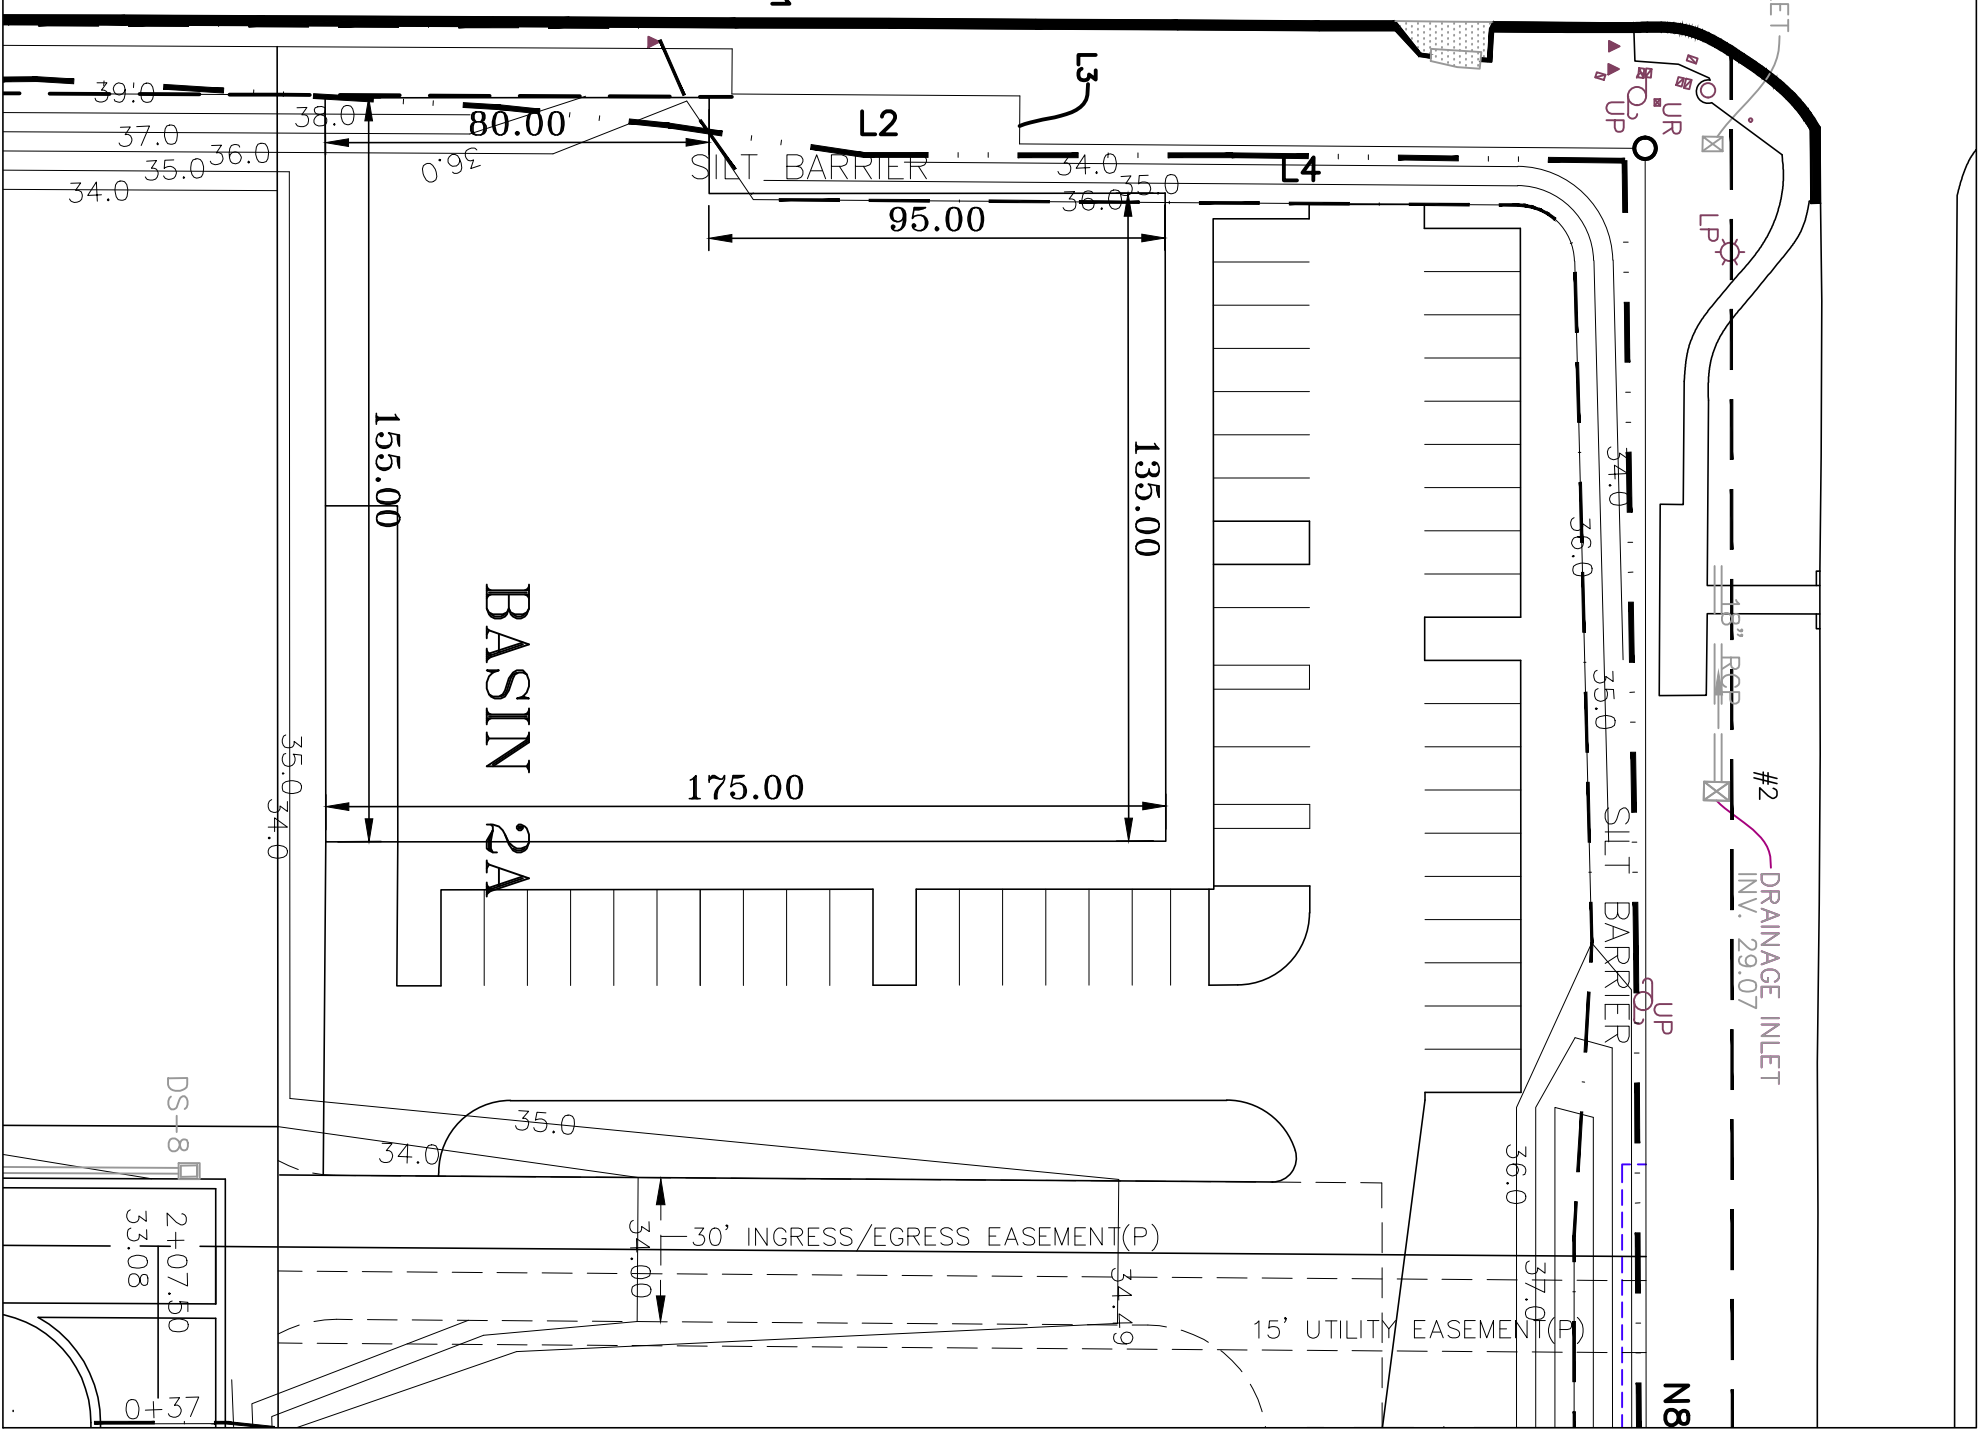 1
ET
L3
39.0
38.0
80.00
L2
37.0
36.0
35.0
34.0
36.0
SILT BARRIER
34.0
L4
35.0
36.0
95.00
UP
UR
LP
155.00
135.00
34.0
36.0
18" RCP
35.0
BASIN 2A
35.0
34.0
175.00
#2
SILT BARRIER
DRAINAGE INLET
INV. 29.07
UP
DS-8
35.0
34.0
36.0
2+07.50
33.08
34.00
30' INGRESS/EGRESS EASEMENT(P)
34.49
37.0
15' UTILITY EASEMENT(P)
0+37
N8